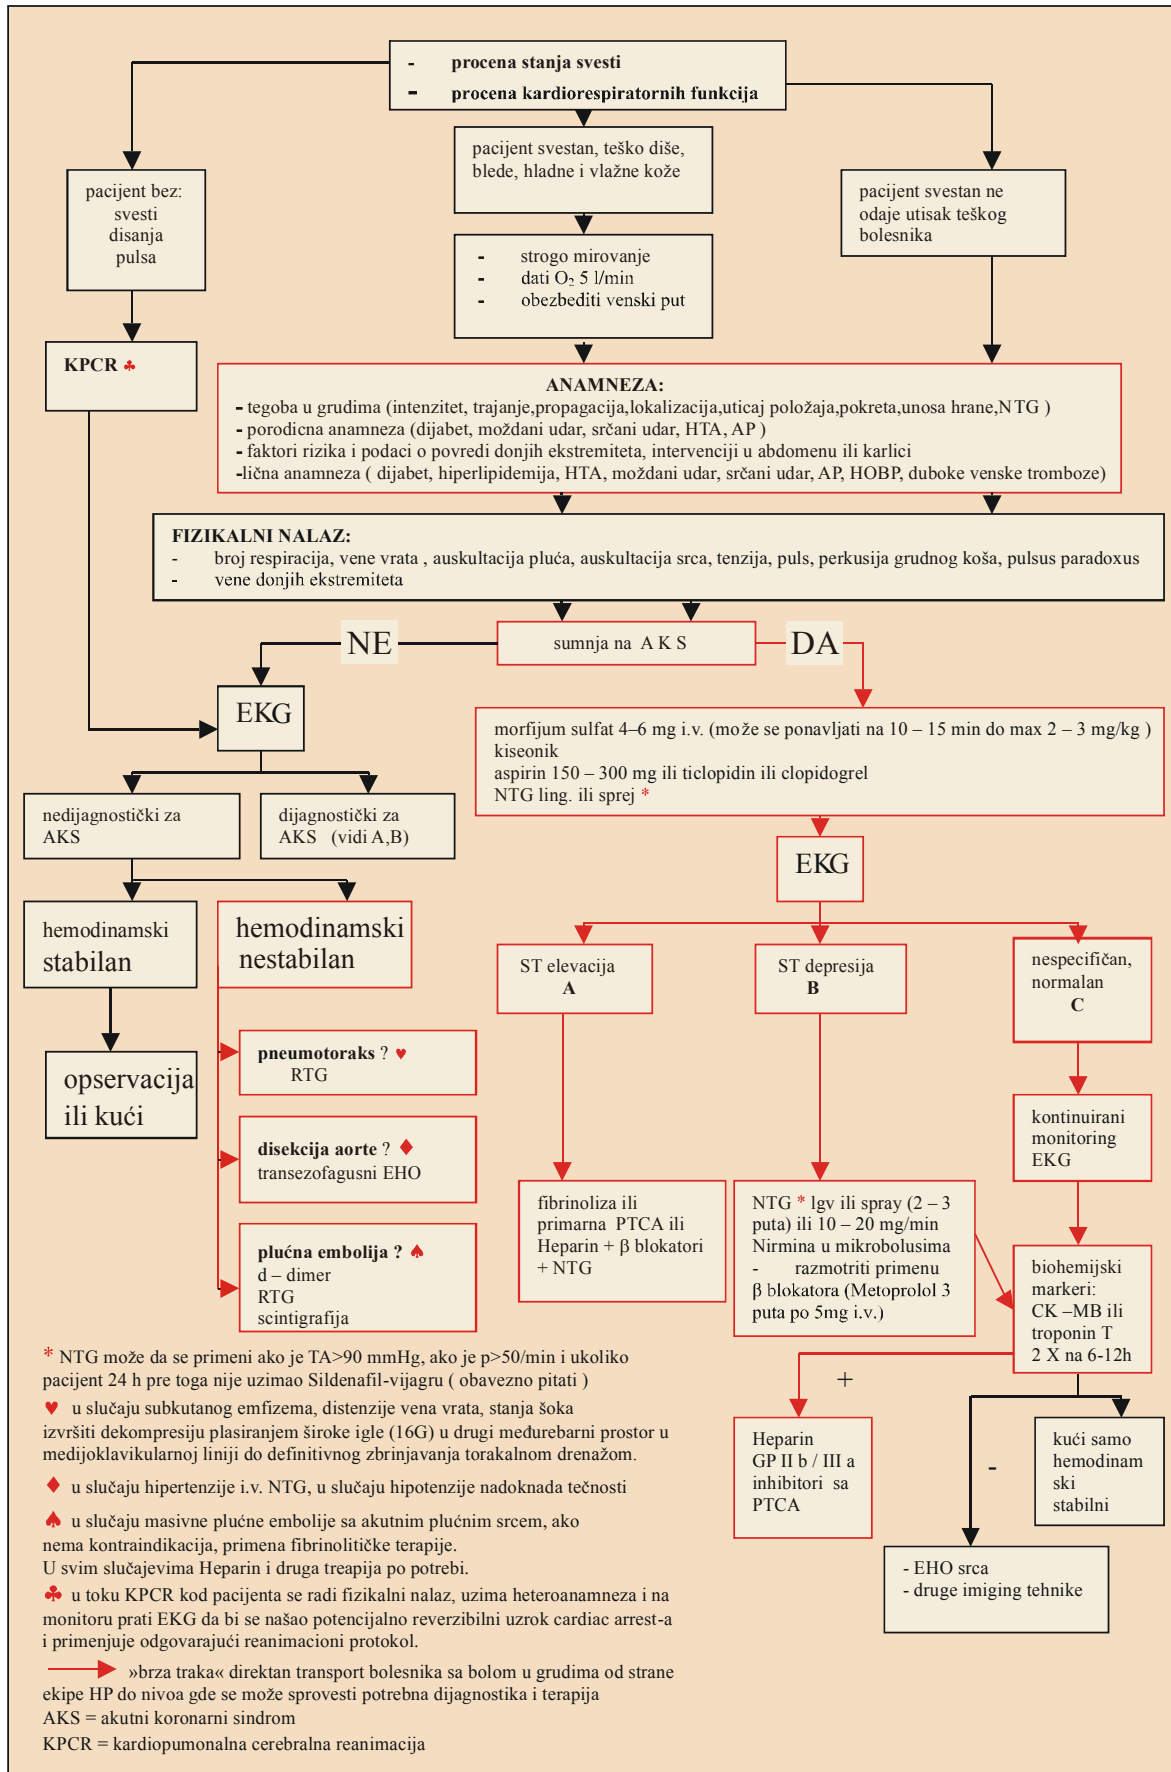 - procena stanja svesti
- procena kardiorespiratornih funkcija
pacijent bez:
svesti
disanja
pulsa
pacijent svestan, teško diše,
blede, hladne i vlažne kože
pacijent svestan ne
odaje utisak teškog
bolesnika
- strogo mirovanje
- dati O₂ 5 l/min
- obezbediti venski put
KPCR ♣
ANAMNEZA:
- tegoba u grudima (intenzitet, trajanje,propagacija,lokalizacija,uticaj položaja,pokreta,unosa hrane,NTG )
- porodicna anamneza (dijabet, moždani udar, srčani udar, HTA, AP )
- faktori rizika i podaci o povredi donjih ekstremiteta, intervenciji u abdomenu ili karlici
-lična anamneza ( dijabet, hiperlipidemija, HTA, moždani udar, srčani udar, AP, HOBP, duboke venske tromboze)
FIZIKALNI NALAZ:
- broj respiracija, vene vrata , auskultacija pluća, auskultacija srca, tenzija, puls, perkusija grudnog koša, pulsus paradoxus
- vene donjih ekstremiteta
NE
sumnja na A K S
DA
EKG
morfijum sulfat 4–6 mg i.v. (može se ponavljati na 10 – 15 min do max 2 – 3 mg/kg )
kiseonik
aspirin 150 – 300 mg ili ticlopidin ili clopidogrel
NTG ling. ili sprej *
nedijagnostički za
AKS
dijagnostički za
AKS (vidi A,B)
EKG
hemodinamski
stabilan
hemodinamski
nestabilan
ST elevacija
A
ST depresija
B
nespecifičan,
normalan
C
opservacija
ili kući
pneumotoraks ? ♥
RTG
disekcija aorte ? ♦
transezofagusni EHO
plućna embolija ? ♠
d – dimer
RTG
scintigrafija
kontinuirani
monitoring
EKG
fibrinoliza ili
primarna PTCA ili
Heparin + β blokatori
+ NTG
NTG * lgv ili spray (2 – 3
puta) ili 10 – 20 mg/min
Nirmina u mikrobolusima
- razmotriti primenu
β blokatora (Metoprolol 3
puta po 5mg i.v.)
biohemijski
markeri:
CK –MB ili
troponin T
2 X na 6-12h
+
Heparin
GP II b / III a
inhibitori sa
PTCA
-
kući samo
hemodinam
ski
stabilni
- EHO srca
- druge imiging tehnike
* NTG može da se primeni ako je TA>90 mmHg, ako je p>50/min i ukoliko
pacijent 24 h pre toga nije uzimao Sildenafil-vijagru ( obavezno pitati )
♥ u slučaju subkutanog emfizema, distenzije vena vrata, stanja šoka
izvršiti dekompresiju plasiranjem široke igle (16G) u drugi međurebarni prostor u
medijoklavikularnoj liniji do definitivnog zbrinjavanja torakalnom drenažom.
♦ u slučaju hipertenzije i.v. NTG, u slučaju hipotenzije nadoknada tečnosti
♠ u slučaju masivne plućne embolije sa akutnim plućnim srcem, ako
nema kontraindikacija, primena fibrinolitičke terapije.
U svim slučajevima Heparin i druga treapija po potrebi.
♣ u toku KPCR kod pacijenta se radi fizikalni nalaz, uzima heteroanamneza i na
monitoru prati EKG da bi se našao potencijalno reverzibilni uzrok cardiac arrest-a
i primenjuje odgovarajući reanimacioni protokol.
»brza traka« direktan transport bolesnika sa bolom u grudima od strane
ekipe HP do nivoa gde se može sprovesti potrebna dijagnostika i terapija
AKS = akutni koronarni sindrom
KPCR = kardiopumonalna cerebralna reanimacija